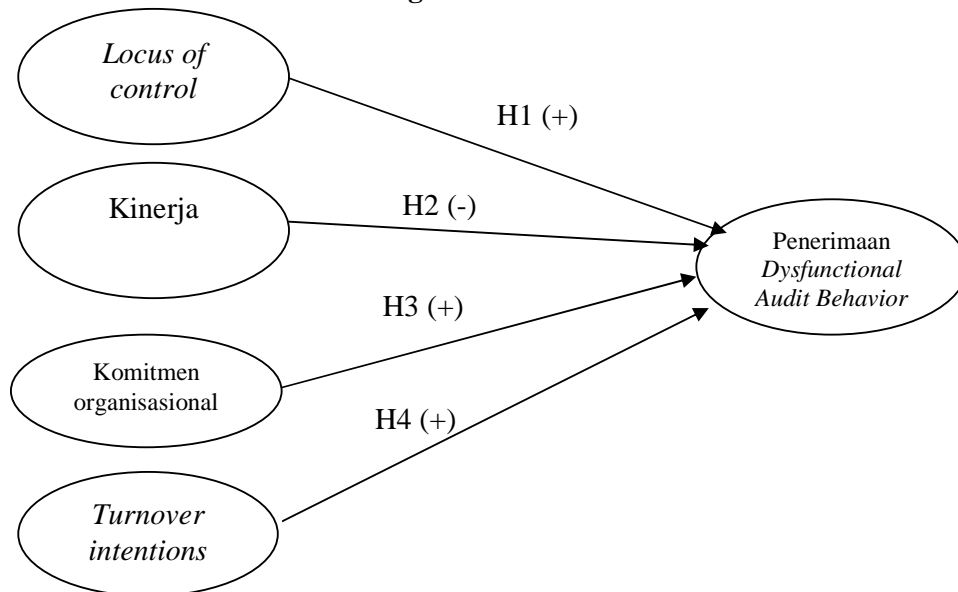 Locus of
control
H1 (+)
Kinerja
H2 (-)
Penerimaan
Dysfunctional
Audit Behavior
H3 (+)
Komitmen
organisasional
H4 (+)
Turnover
intentions